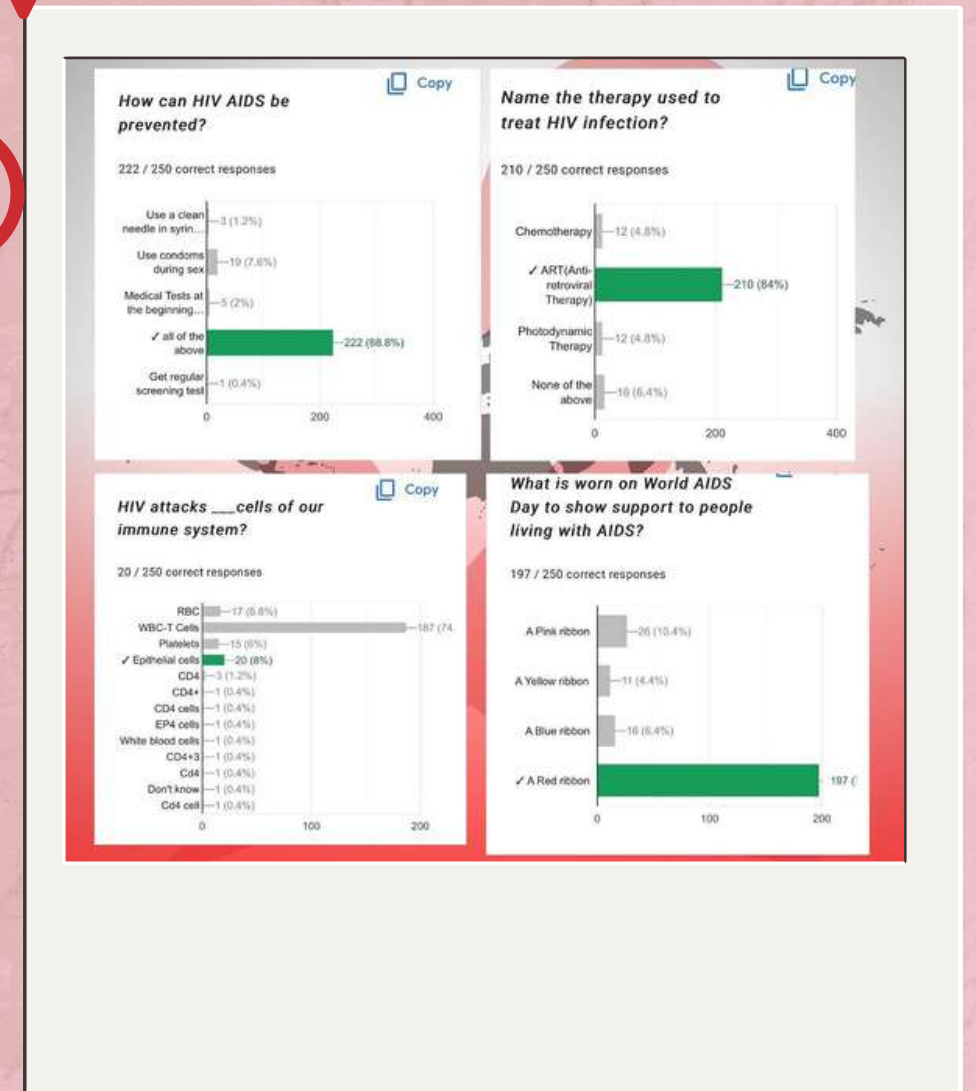 Copy
How can HIV AIDS be
prevented?
222 / 250 correct responses
Use a clean
needle in syrin...
3 (1.2%)
Use condoms
during sex
19 (7.6%)
Medical Tests at
the beginning...
5 (2%)
✓ all of the
above
222 (88.8%)
Get regular
screening test
1 (0.4%)
0 200 400
Copy
Name the therapy used to
treat HIV infection?
210 / 250 correct responses
Chemotherapy
12 (4.8%)
✓ ART(Anti-
retroviral
Therapy)
210 (84%)
Photodynamic
Therapy
12 (4.8%)
None of the
above
16 (6.4%)
0 200 400
Copy
HIV attacks ___cells of our
immune system?
20 / 250 correct responses
RBC 17 (6.8%)
WBC-T Cells 187 (74.
Platelets 15 (6%)
✓ Epithelial cells 20 (8%)
CD4 3 (1.2%)
CD4+ 1 (0.4%)
CD4 cells 1 (0.4%)
EP4 cells 1 (0.4%)
White blood cells 1 (0.4%)
CD4+3 1 (0.4%)
Cd4 1 (0.4%)
Don't know 1 (0.4%)
Cd4 cell 1 (0.4%)
0 100 200
What is worn on World AIDS
Day to show support to people
living with AIDS?
197 / 250 correct responses
A Pink ribbon 26 (10.4%)
A Yellow ribbon 11 (4.4%)
A Blue ribbon 16 (6.4%)
✓ A Red ribbon 197 (
0 100 200